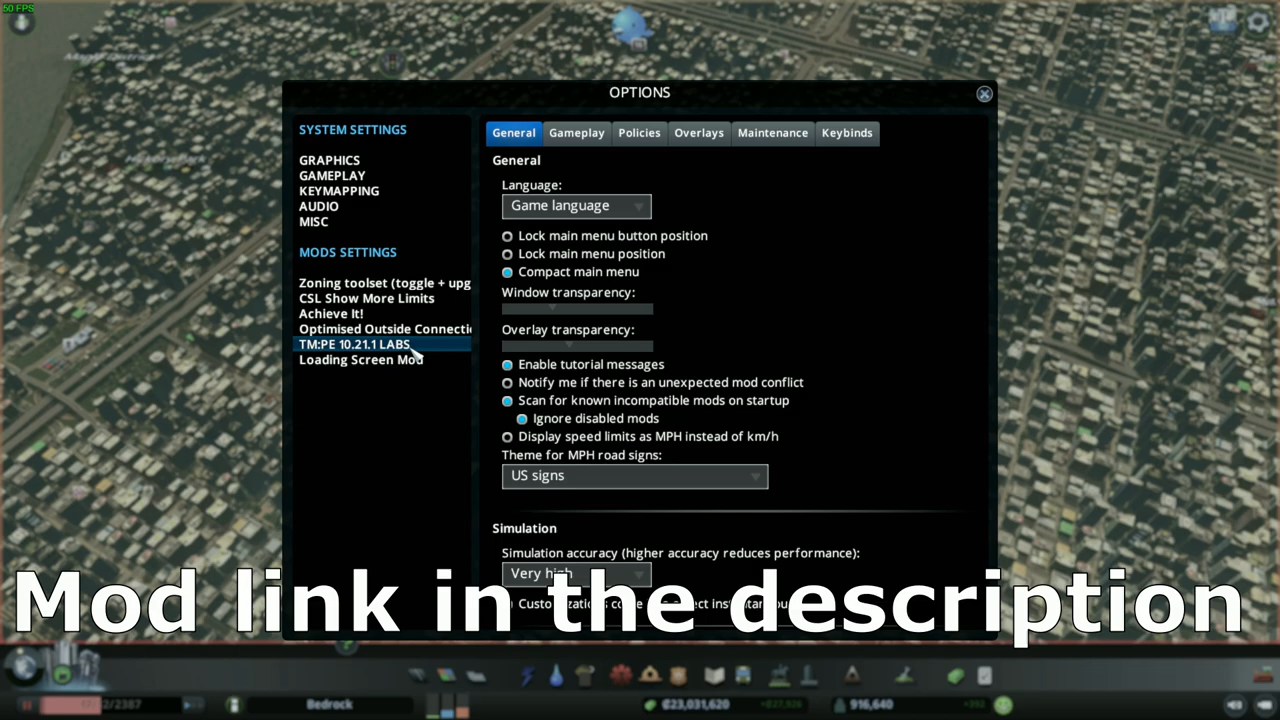 50 FPS
OPTIONS
SYSTEM SETTINGS
GRAPHICS
GAMEPLAY
KEYMAPPING
AUDIO
MISC
MODS SETTINGS
Zoning toolset (toggle + upg
CSL Show More Limits
Achieve It!
Optimised Outside Connectio
TM:PE 10.21.1 LABS
Loading Screen Mod
General
Gameplay
Policies
Overlays
Maintenance
Keybinds
General
Language:
Game language
Lock main menu button position
Lock main menu position
Compact main menu
Window transparency:
Overlay transparency:
Enable tutorial messages
Notify me if there is an unexpected mod conflict
Scan for known incompatible mods on startup
Ignore disabled mods
Display speed limits as MPH instead of km/h
Theme for MPH road signs:
US signs
Simulation
Simulation accuracy (higher accuracy reduces performance):
Very high
Mod link in the description
/2387
Bedrock
₡23,031,620
916,640